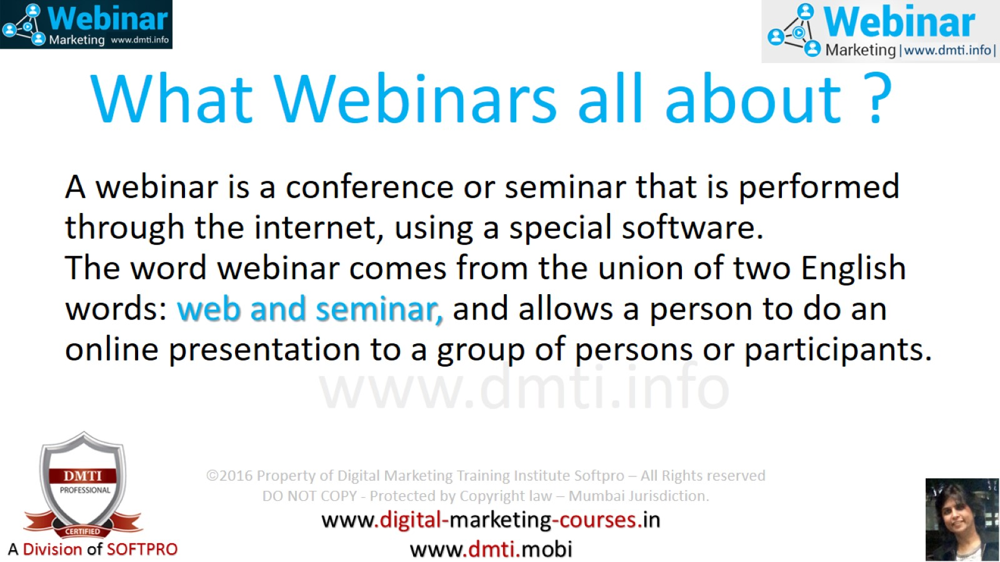 Webinar
Marketing www.dmti.info
Webinar
Marketing|www.dmti.info|
What Webinars all about ?
A webinar is a conference or seminar that is performed
through the internet, using a special software.
The word webinar comes from the union of two English
words: web and seminar, and allows a person to do an
online presentation to a group of persons or participants.
www.dmti.info
DMTI
PROFESSIONAL
CERTIFIED
A Division of SOFTPRO
©2016 Property of Digital Marketing Training Institute Softpro – All Rights reserved
DO NOT COPY - Protected by Copyright law – Mumbai Jurisdiction.
www.digital-marketing-courses.in
www.dmti.mobi